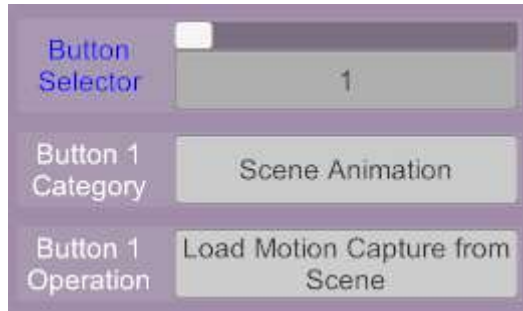 Button
Selector
1
Button 1
Category
Scene Animation
Button 1
Operation
Load Motion Capture from
Scene